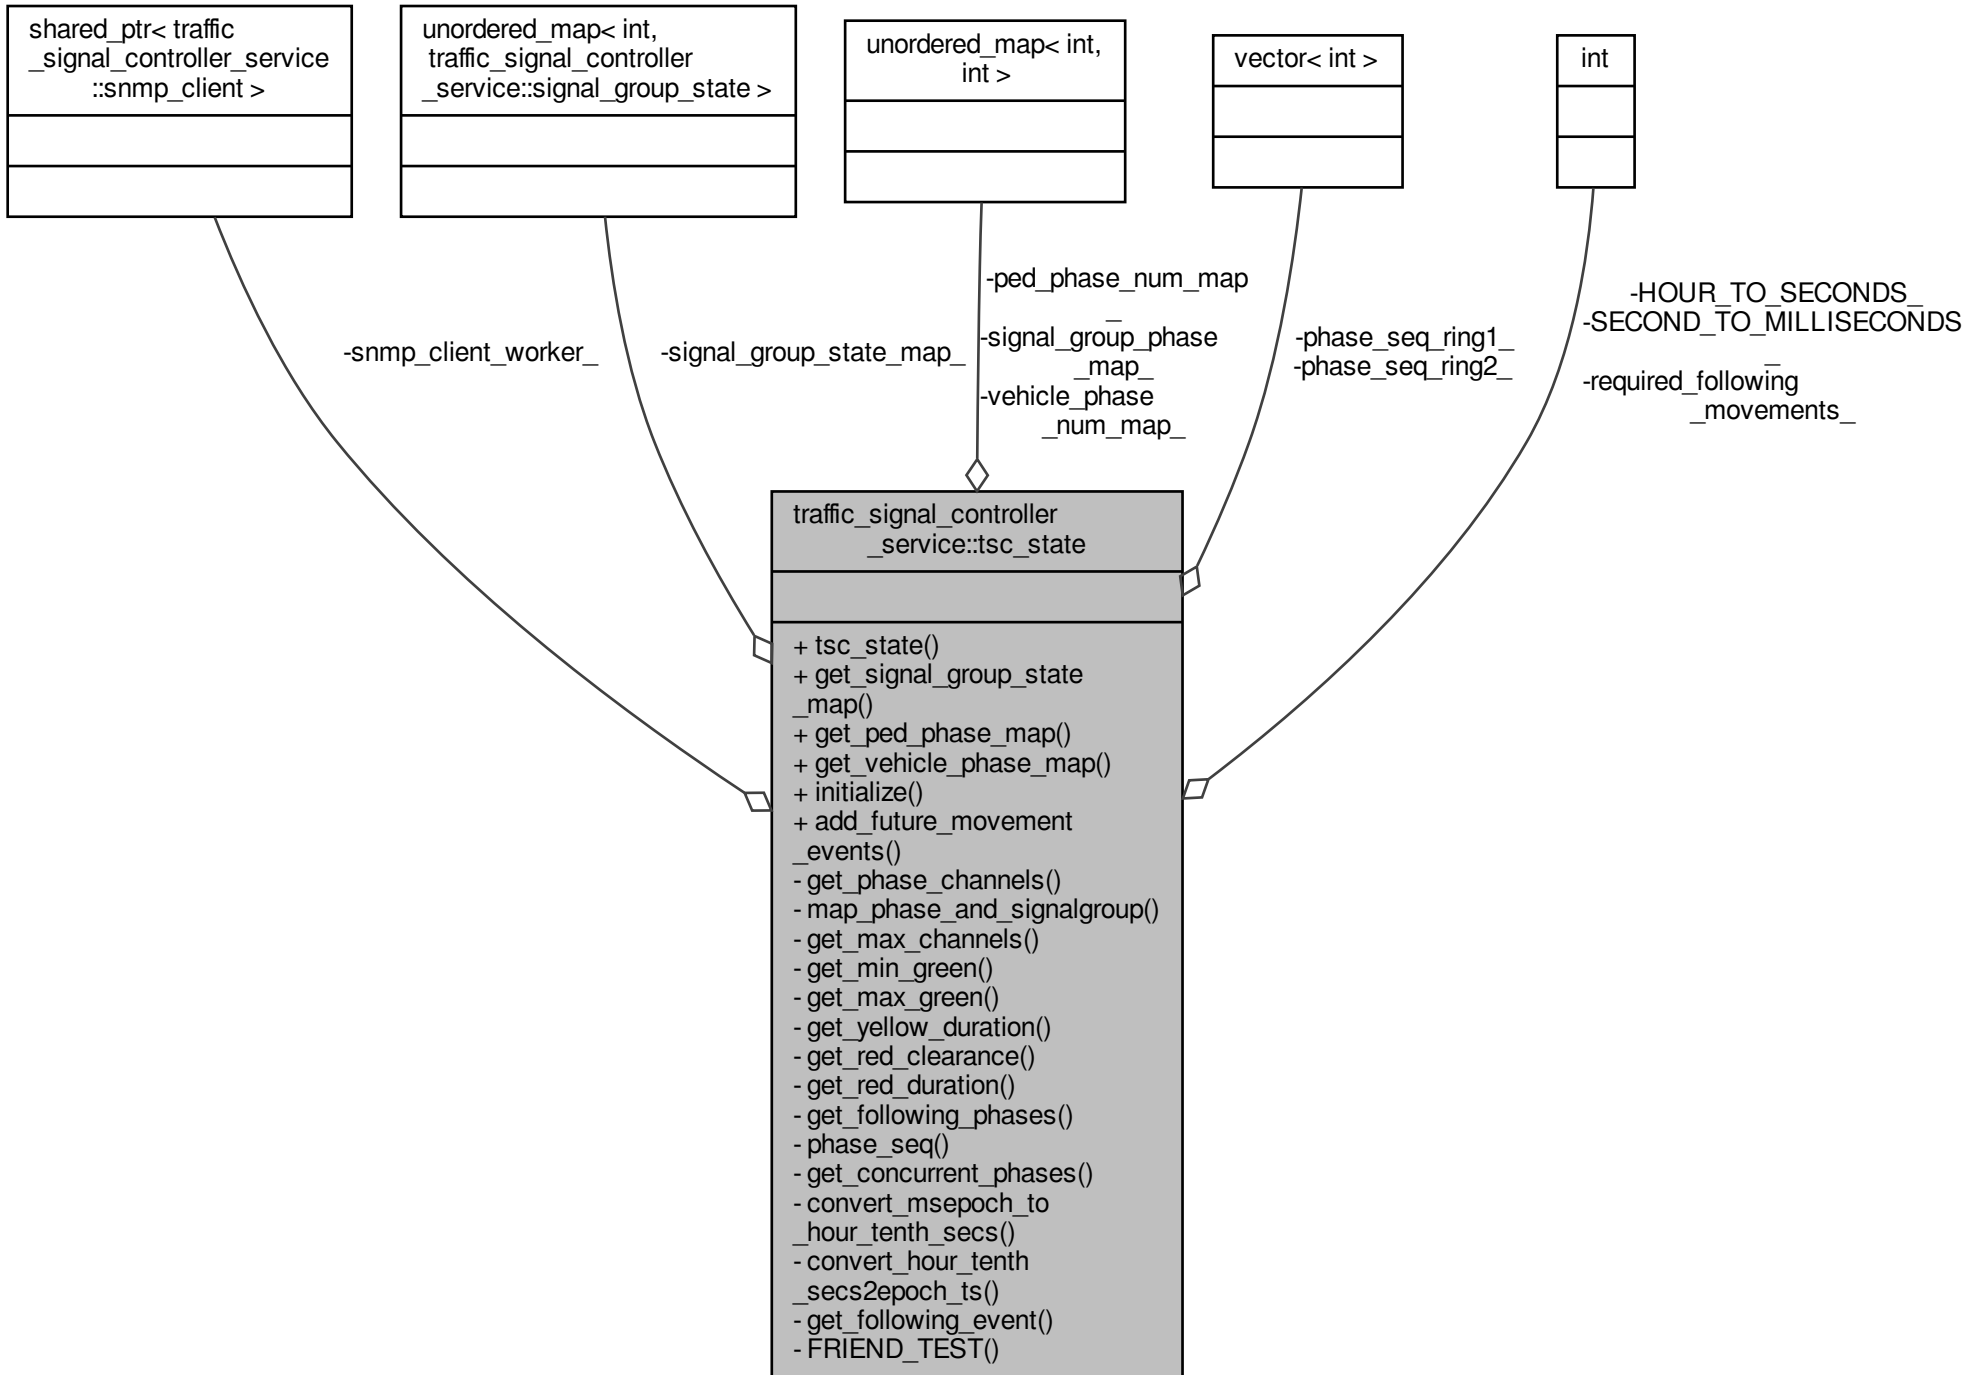 shared_ptr< traffic
_signal_controller_service
::snmp_client >
unordered_map< int,
traffic_signal_controller
_service::signal_group_state >
unordered_map< int,
int >
vector< int >
int
-snmp_client_worker_
-signal_group_state_map_
-ped_phase_num_map
_
-signal_group_phase
_map_
-vehicle_phase
_num_map_
-phase_seq_ring1_
-phase_seq_ring2_
-HOUR_TO_SECONDS_
-SECOND_TO_MILLISECONDS
_
-required_following
_movements_
traffic_signal_controller
_service::tsc_state
+ tsc_state()
+ get_signal_group_state
_map()
+ get_ped_phase_map()
+ get_vehicle_phase_map()
+ initialize()
+ add_future_movement
_events()
- get_phase_channels()
- map_phase_and_signalgroup()
- get_max_channels()
- get_min_green()
- get_max_green()
- get_yellow_duration()
- get_red_clearance()
- get_red_duration()
- get_following_phases()
- phase_seq()
- get_concurrent_phases()
- convert_msepoch_to
_hour_tenth_secs()
- convert_hour_tenth
_secs2epoch_ts()
- get_following_event()
- FRIEND_TEST()